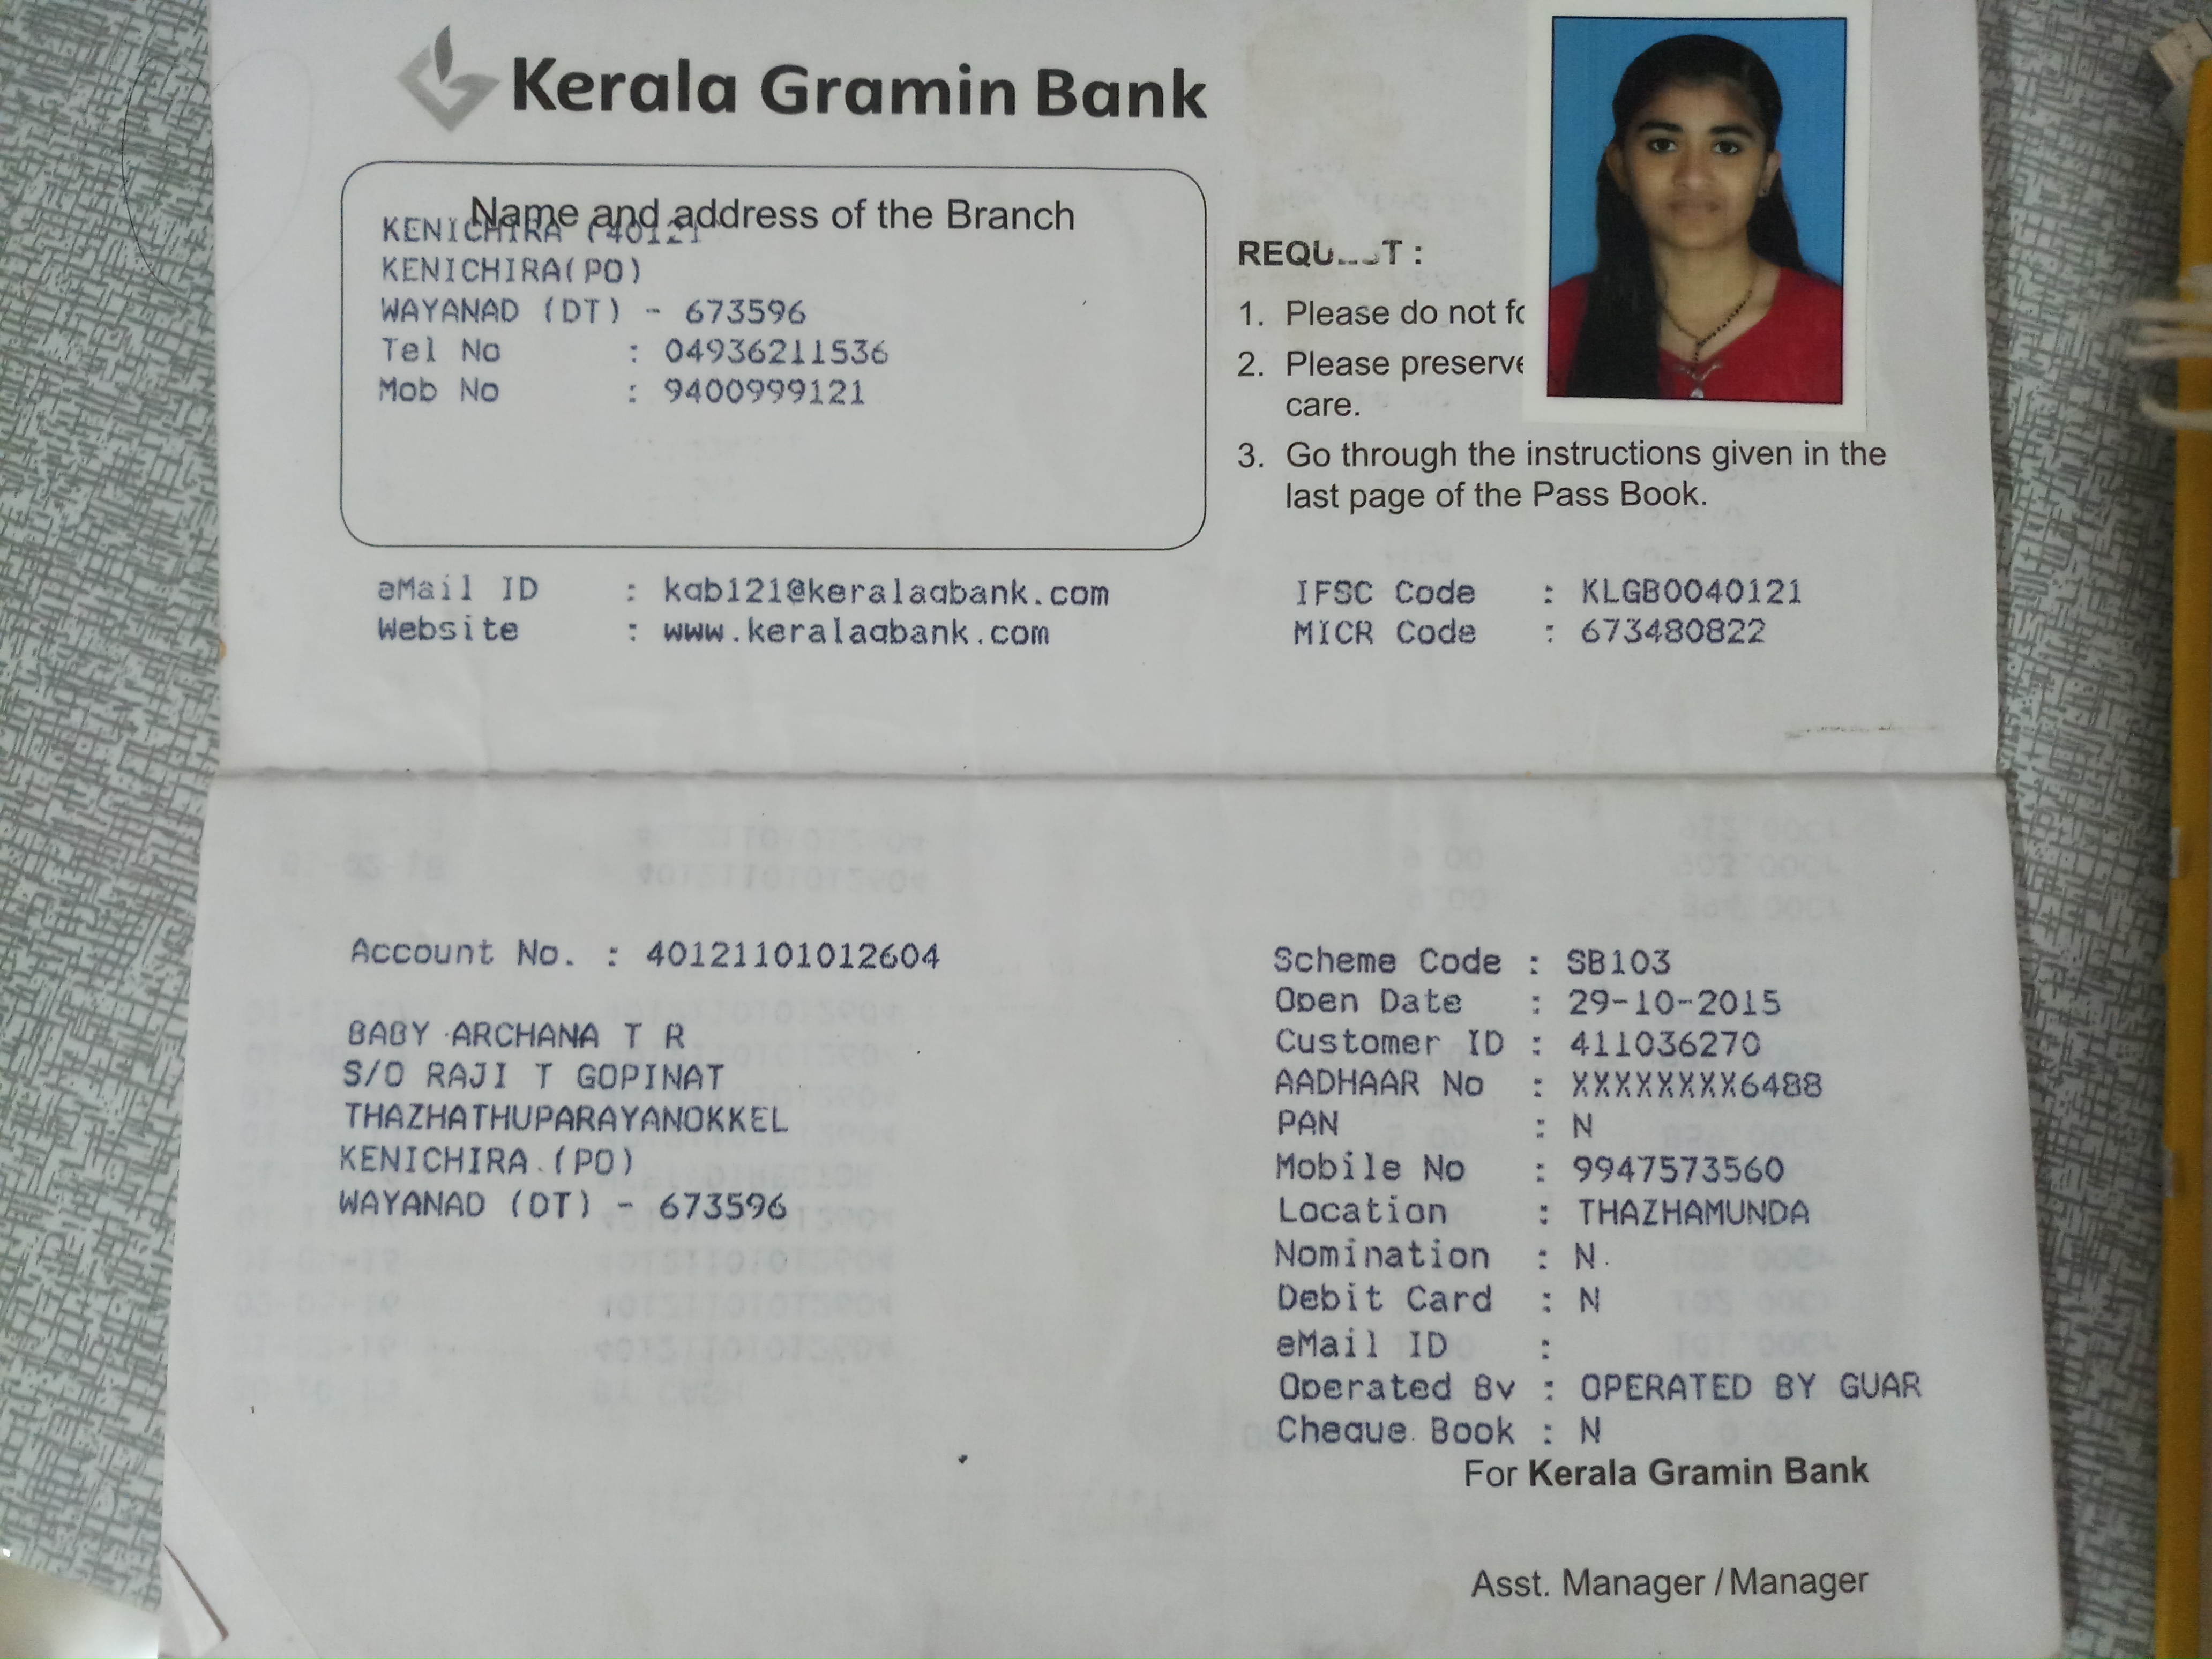 Kerala Gramin Bank
Name and address of the Branch
KENICHIRA (40121
KENICHIRA(PO)
WAYANAD (DT) - 673596
Tel No : 04936211536
Mob No : 9400999121
REQU T :
1. Please do not
2. Please preserve
care.
3. Go through the instructions given in the
last page of the Pass Book.
eMail ID : kgb121@keralagbank.com
Website : www.keralagbank.com
IFSC Code : KLGB0040121
MICR Code : 673480822
Account No. : 40121101012604
BABY ARCHANA T R
S/O RAJI T GOPINAT
THAZHATHUPARAYANOKKEL
KENICHIRA (PO)
WAYANAD (DT) - 673596
Scheme Code : SB103
Open Date : 29-10-2015
Customer ID : 411036270
AADHAAR No : XXXXXXXX6488
PAN : N
Mobile No : 9947573560
Location : THAZHAMUNDA
Nomination : N
Debit Card : N
eMail ID :
Operated By : OPERATED BY GUAR
Cheque Book : N
For Kerala Gramin Bank
Asst. Manager / Manager